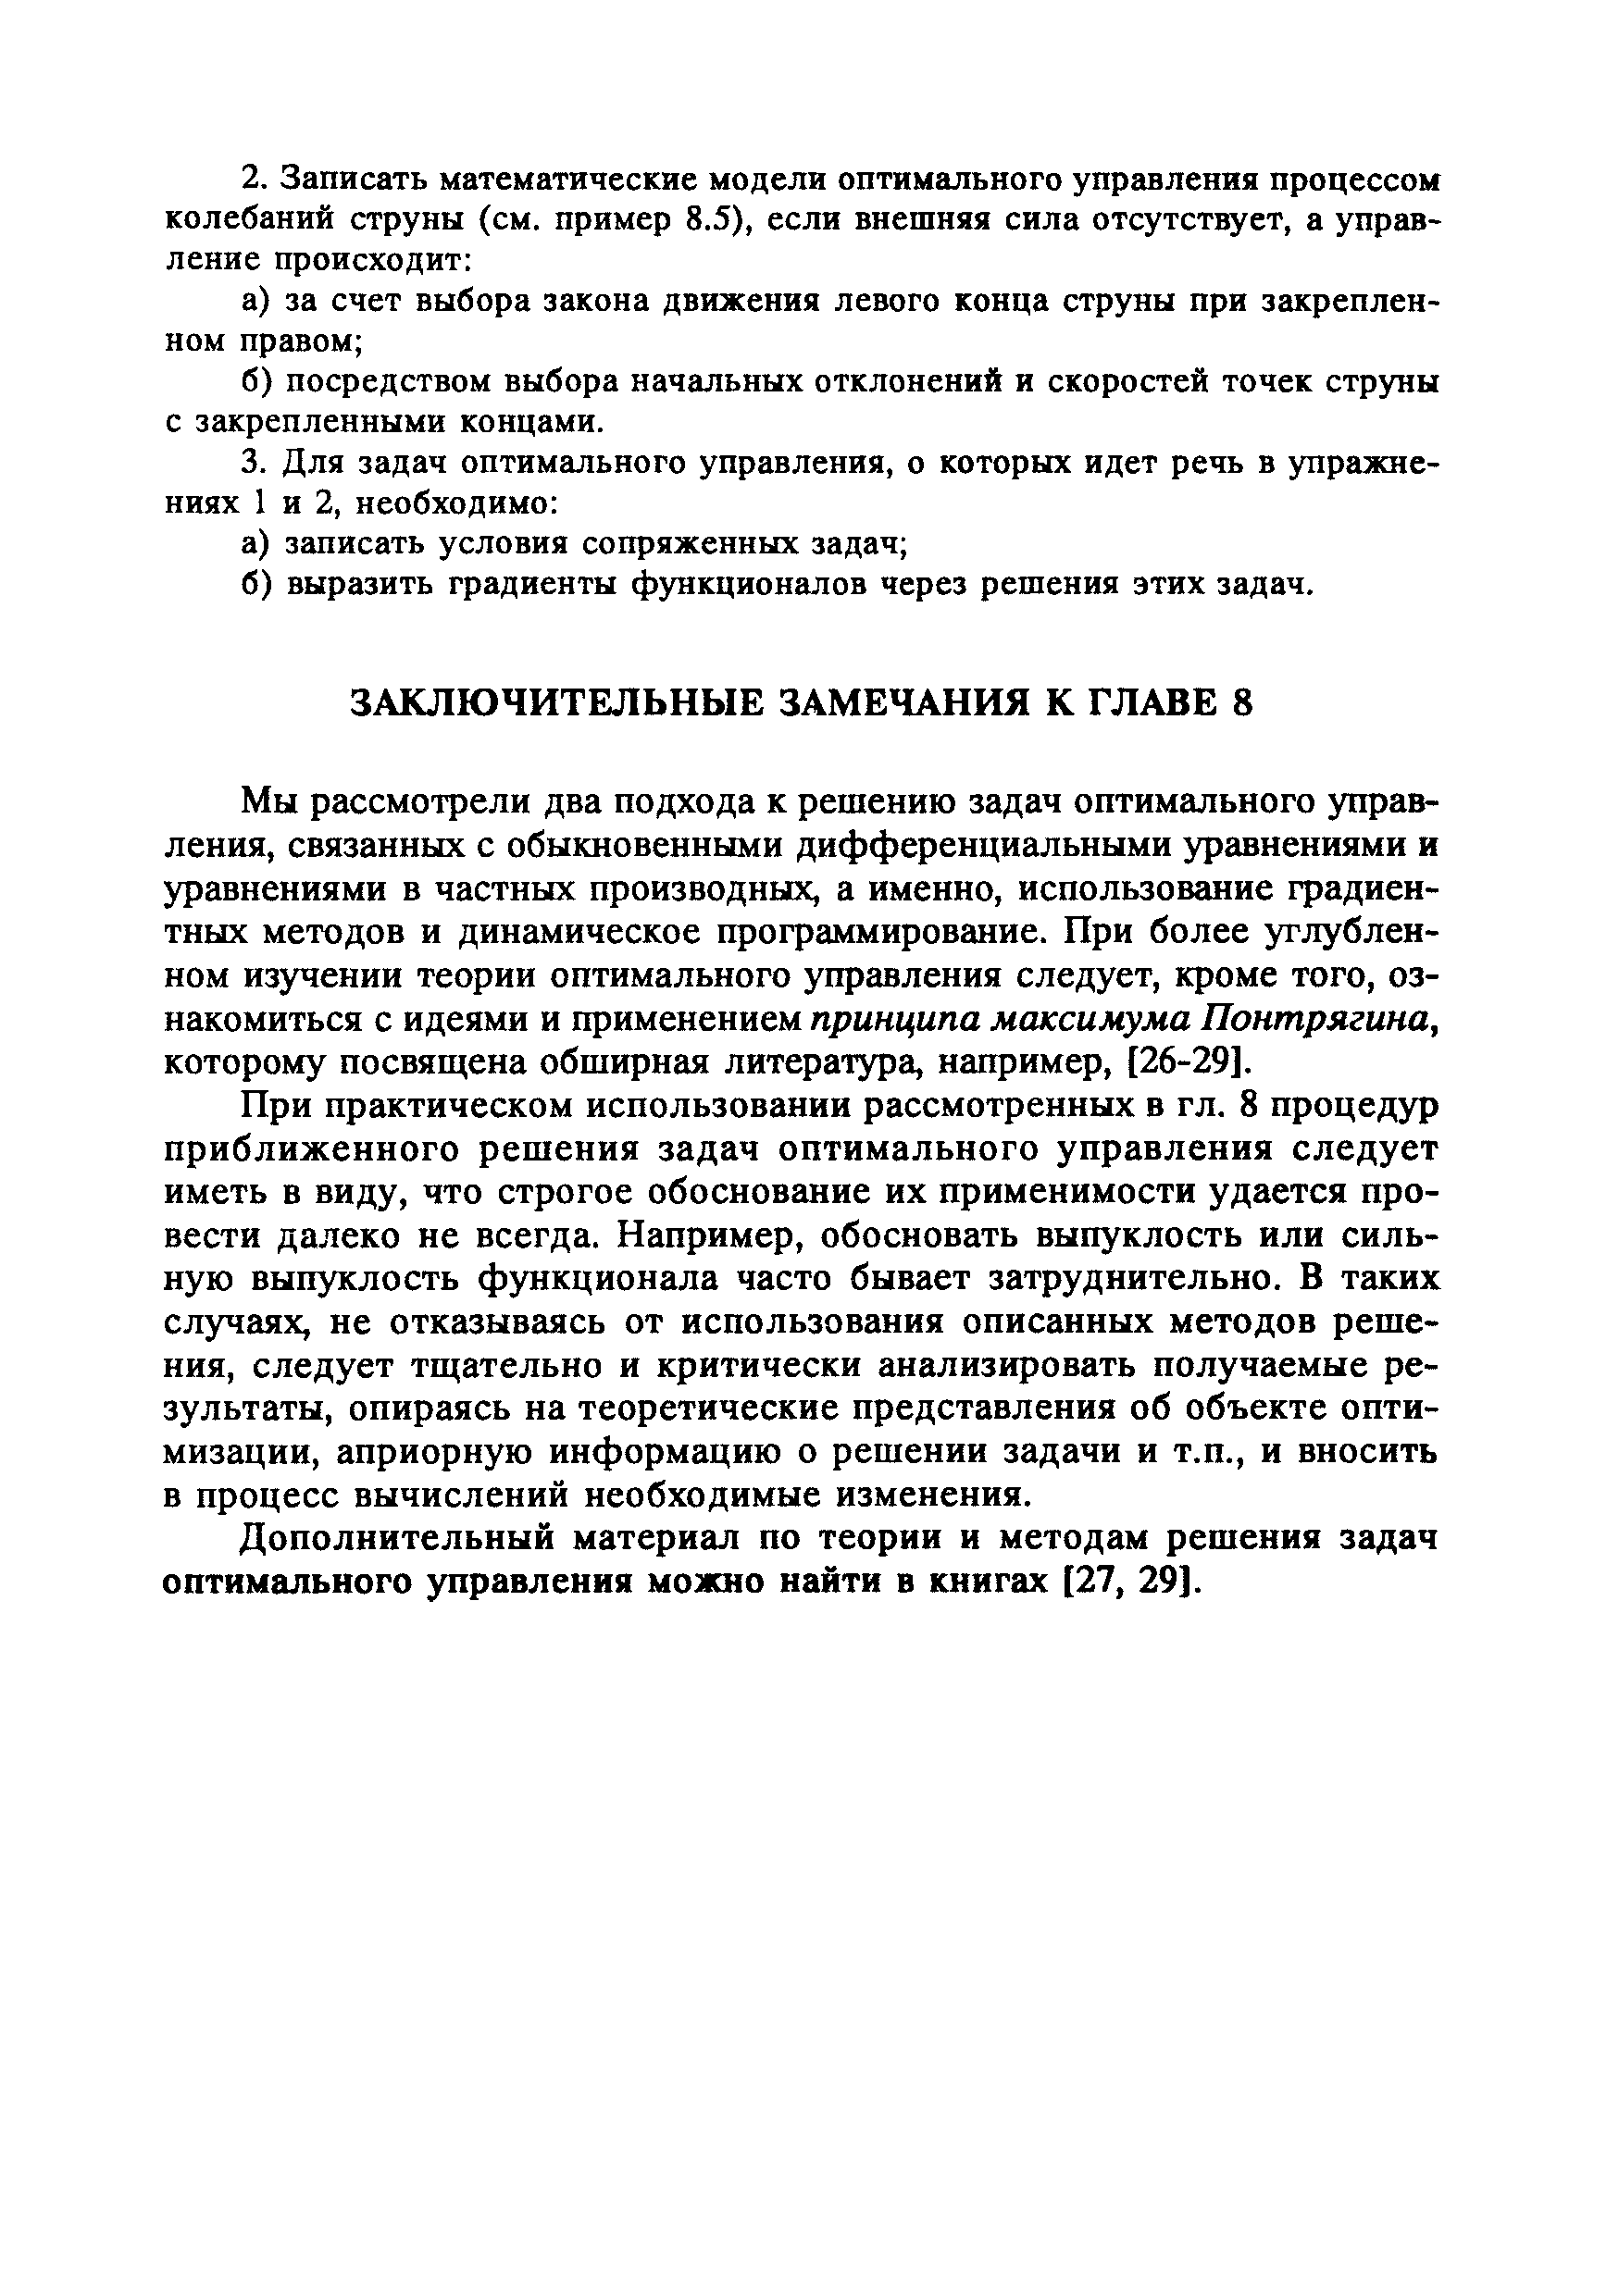 2. Записать математические модели оптимального управления процессом
колебаний струны (см. пример 8.5), если внешняя сила отсутствует, а управ-
ление происходит:
а) за счет выбора закона движения левого конца струны при закреплен-
ном правом;
б) посредством выбора начальных отклонений и скоростей точек струны
с закрепленными концами.
3. Для задач оптимального управления, о которых идет речь в упражне-
ниях 1 и 2, необходимо:
а) записать условия сопряженных задач;
б) выразить градиенты функционалов через решения этих задач.
ЗАКЛЮЧИТЕЛЬНЫЕ ЗАМЕЧАНИЯ К ГЛАВЕ 8
Мы рассмотрели два подхода к решению задач оптимального управ-
ления, связанных с обыкновенными дифференциальными уравнениями и
уравнениями в частных производных, а именно, использование градиен-
тных методов и динамическое программирование. При более углублен-
ном изучении теории оптимального управления следует, кроме того, оз-
накомиться с идеями и применением принципа максимума Понтрягина,
которому посвящена обширная литература, например, [26-29].
При практическом использовании рассмотренных в гл. 8 процедур
приближенного решения задач оптимального управления следует
иметь в виду, что строгое обоснование их применимости удается про-
вести далеко не всегда. Например, обосновать выпуклость или силь-
ную выпуклость функционала часто бывает затруднительно. В таких
случаях, не отказываясь от использования описанных методов реше-
ния, следует тщательно и критически анализировать получаемые ре-
зультаты, опираясь на теоретические представления об объекте опти-
мизации, априорную информацию о решении задачи и т.п., и вносить
в процесс вычислений необходимые изменения.
Дополнительный материал по теории и методам решения задач
оптимального управления можно найти в книгах [27, 29].